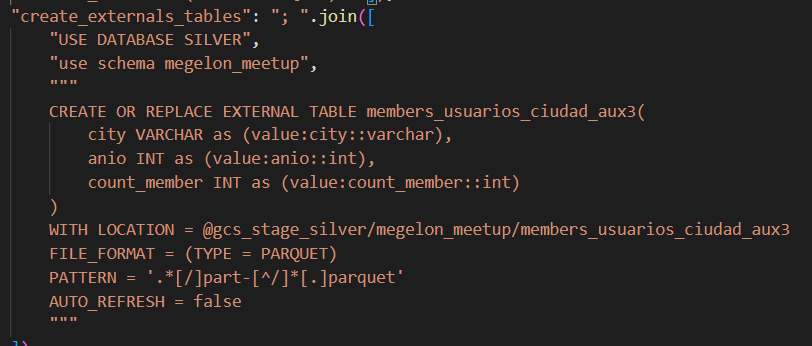 "create_externals_tables": "; ".join([
"USE DATABASE SILVER",
"use schema megelon_meetup",
"""
CREATE OR REPLACE EXTERNAL TABLE members_usuarios_ciudad_aux3(
city VARCHAR as (value:city::varchar),
anio INT as (value:anio::int),
count_member INT as (value:count_member::int)
)
WITH LOCATION = @gcs_stage_silver/megelon_meetup/members_usuarios_ciudad_aux3
FILE_FORMAT = (TYPE = PARQUET)
PATTERN = '.*[/]part-[^/]*[.]parquet'
AUTO_REFRESH = false
"""